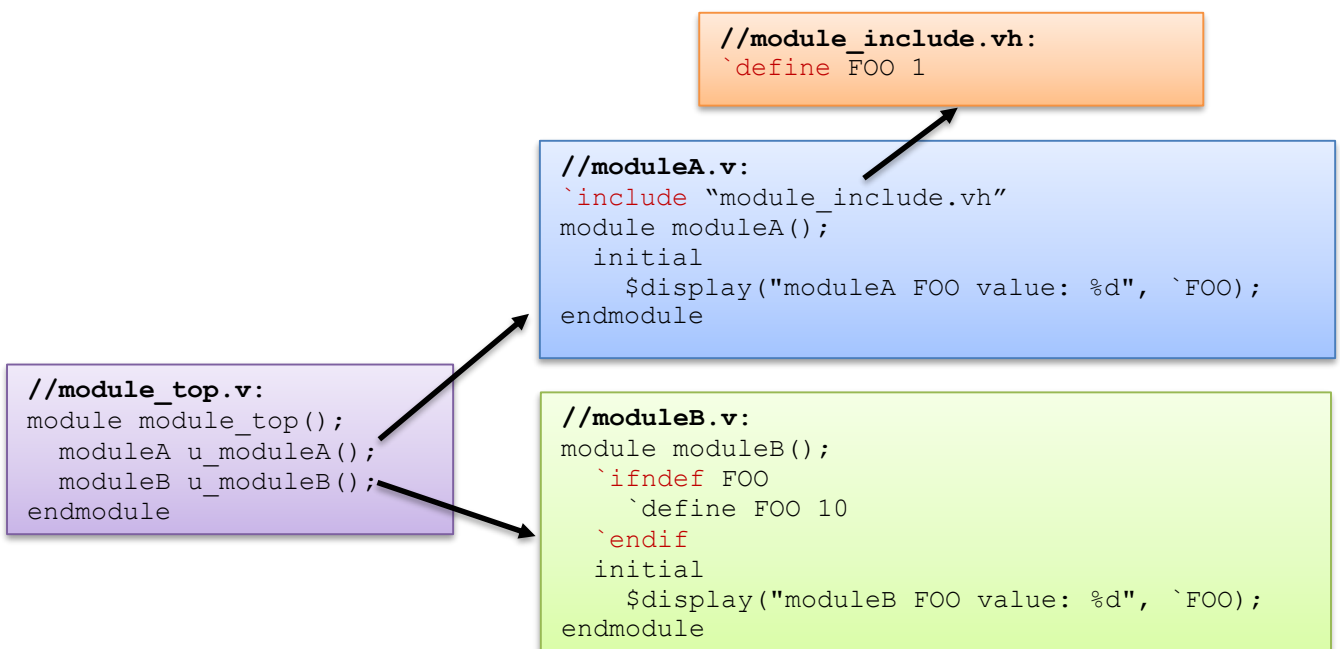 //module_include.vh:
`define FOO 1
//moduleA.v:
`include “module_include.vh”
module moduleA();
  initial
    $display("moduleA FOO value: %d", `FOO);
endmodule
//module_top.v:
module module_top();
  moduleA u_moduleA();
  moduleB u_moduleB();
endmodule
//moduleB.v:
module moduleB();
  `ifndef FOO
    `define FOO 10
  `endif
  initial
    $display("moduleB FOO value: %d", `FOO);
endmodule